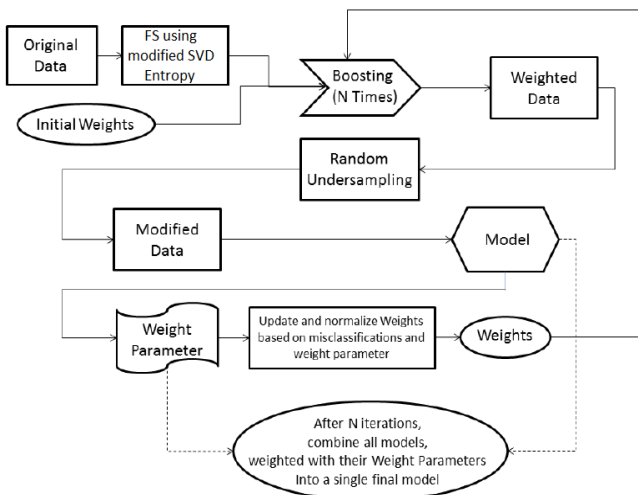 Original
Data
FS using
modified SVD
Entropy
Boosting
(N Times)
Weighted
Data
Initial Weights
Random
Undersampling
Modified
Data
Model
Weight
Parameter
Update and normalize Weights
based on misclassifications and
weight parameter
Weights
After N iterations,
combine all models,
weighted with their Weight Parameters
Into a single final model